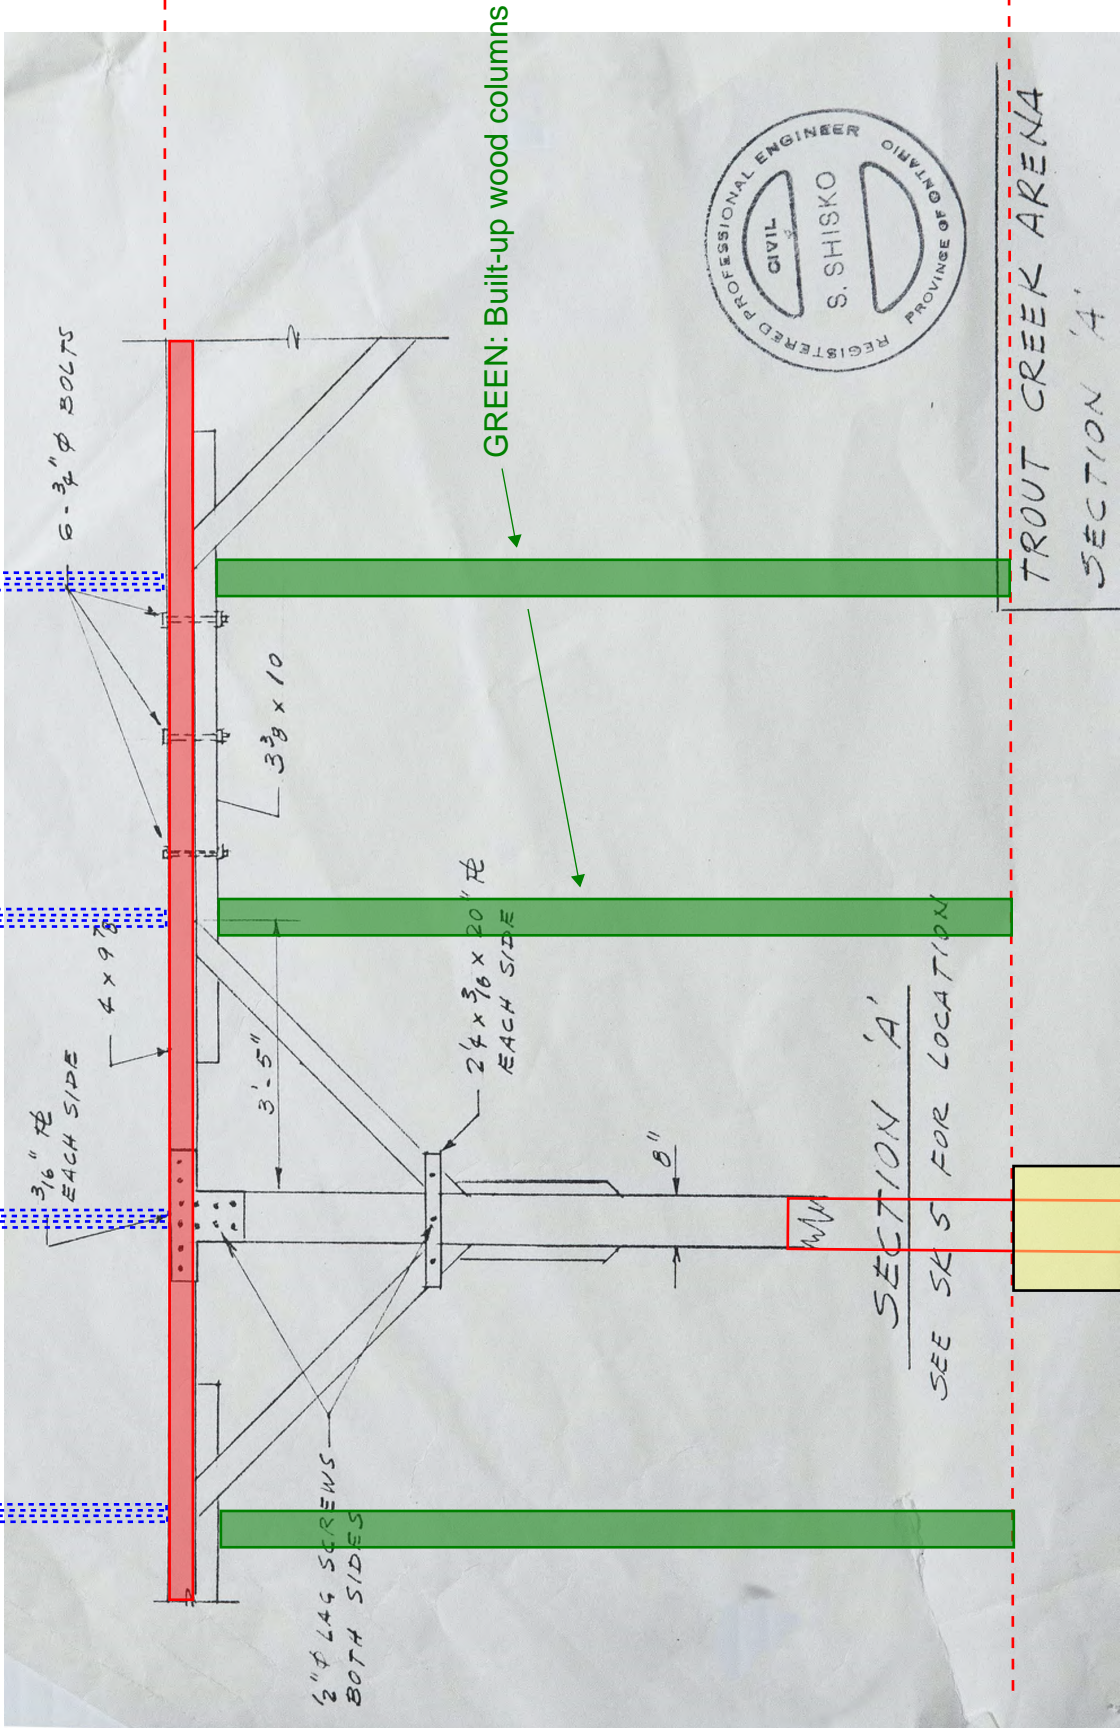 GREEN: Built-up wood columns
6 - 3/4" Ø BOLTS
3 3/8 x 10
4 x 9 7/8
3/16" PL
EACH SIDE
3'-5"
2 1/4 x 3/16 x 20" PL
EACH SIDE
8"
1/2" Ø LAG SCREWS
BOTH SIDES
SECTION 'A'
SEE SK 5 FOR LOCATION
REGISTERED PROFESSIONAL ENGINEER
CIVIL
S. SHISKO
PROVINCE OF ONTARIO
TROUT CREEK ARENA
SECTION 'A'